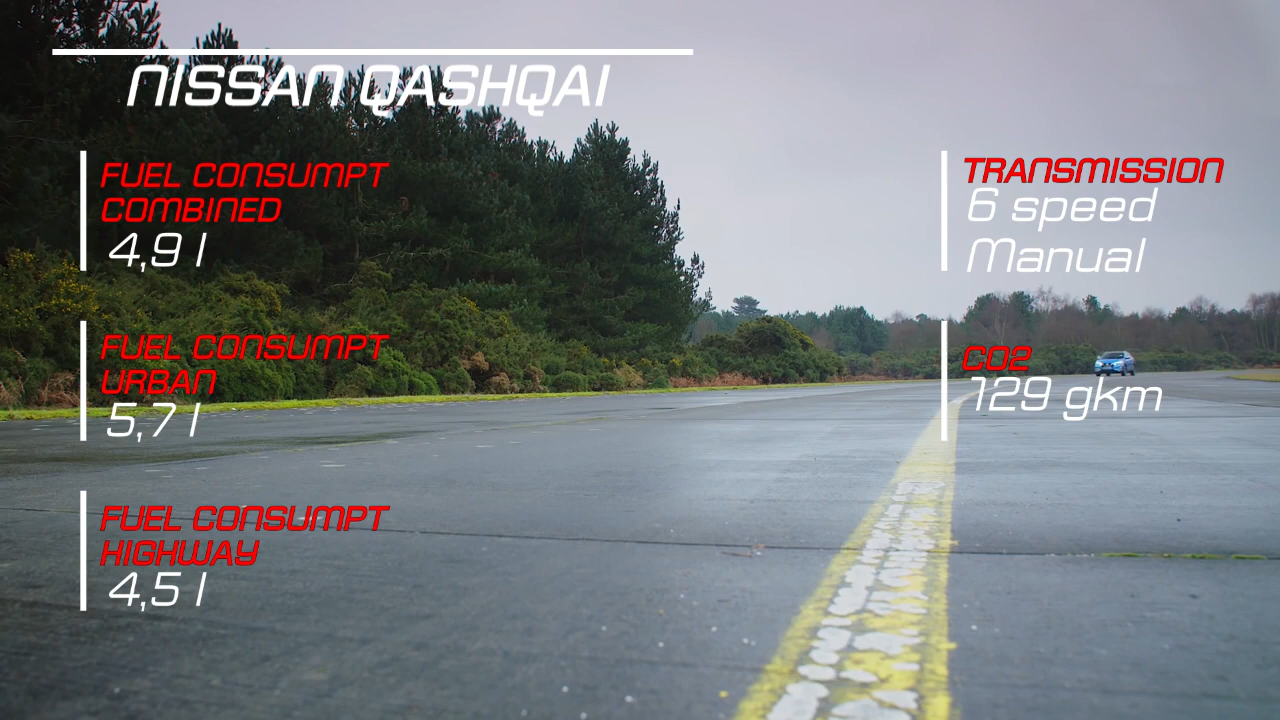 NISSAN QASHQAI
FUEL CONSUMPT
COMBINED
4,9 l
FUEL CONSUMPT
URBAN
5,7 l
FUEL CONSUMPT
HIGHWAY
4,5 l
TRANSMISSION
6 speed
Manual
CO2
129 gkm